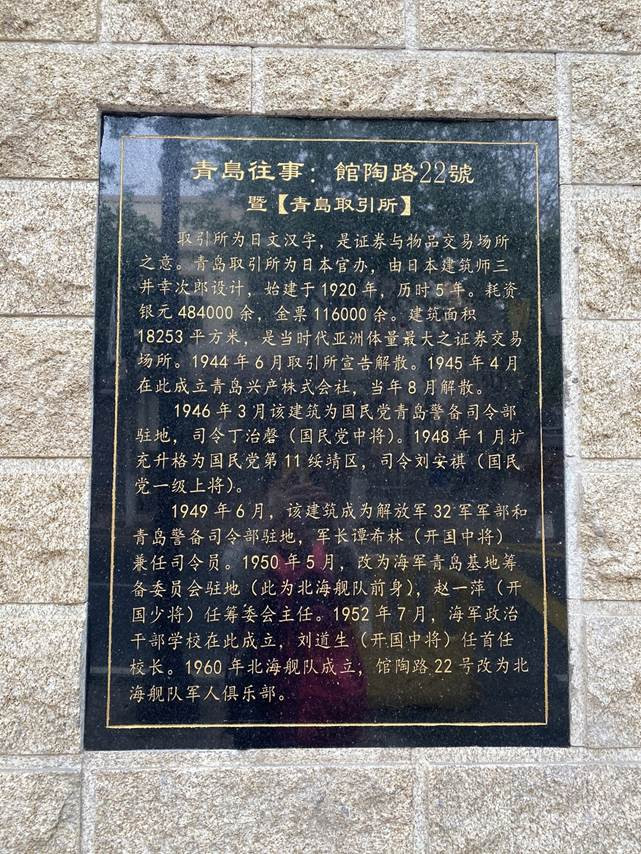 青島往事：館陶路22號
暨【青島取引所】
取引所为日文汉字，是证券与物品交易场所
之意。青岛取引所为日本官办，由日本建筑师三
井幸次郎设计，始建于1920年，历时5年。耗资
银元484000余，金票116000余。建筑面积
18253平方米，是当时代亚洲体量最大之证券交易
场所。1944年6月取引所宣告解散。1945年4月
在此成立青岛兴产株式会社，当年8月解散。
1946年3月该建筑为国民党青岛警备司令部
驻地，司令丁治磐（国民党中将）。1948年1月扩
充升格为国民党第11绥靖区，司令刘安祺（国民
党一级上将）。
1949年6月，该建筑成为解放军32军军部和
青岛警备司令部驻地，军长谭希林（开国中将）
兼任司令员。1950年5月，改为海军青岛基地筹
备委员会驻地（此为北海舰队前身），赵一萍（开
国少将）任筹委会主任。1952年7月，海军政治
干部学校在此成立，刘道生（开国中将）任首任
校长。1960年北海舰队成立，馆陶路22号改为北
海舰队军人俱乐部。